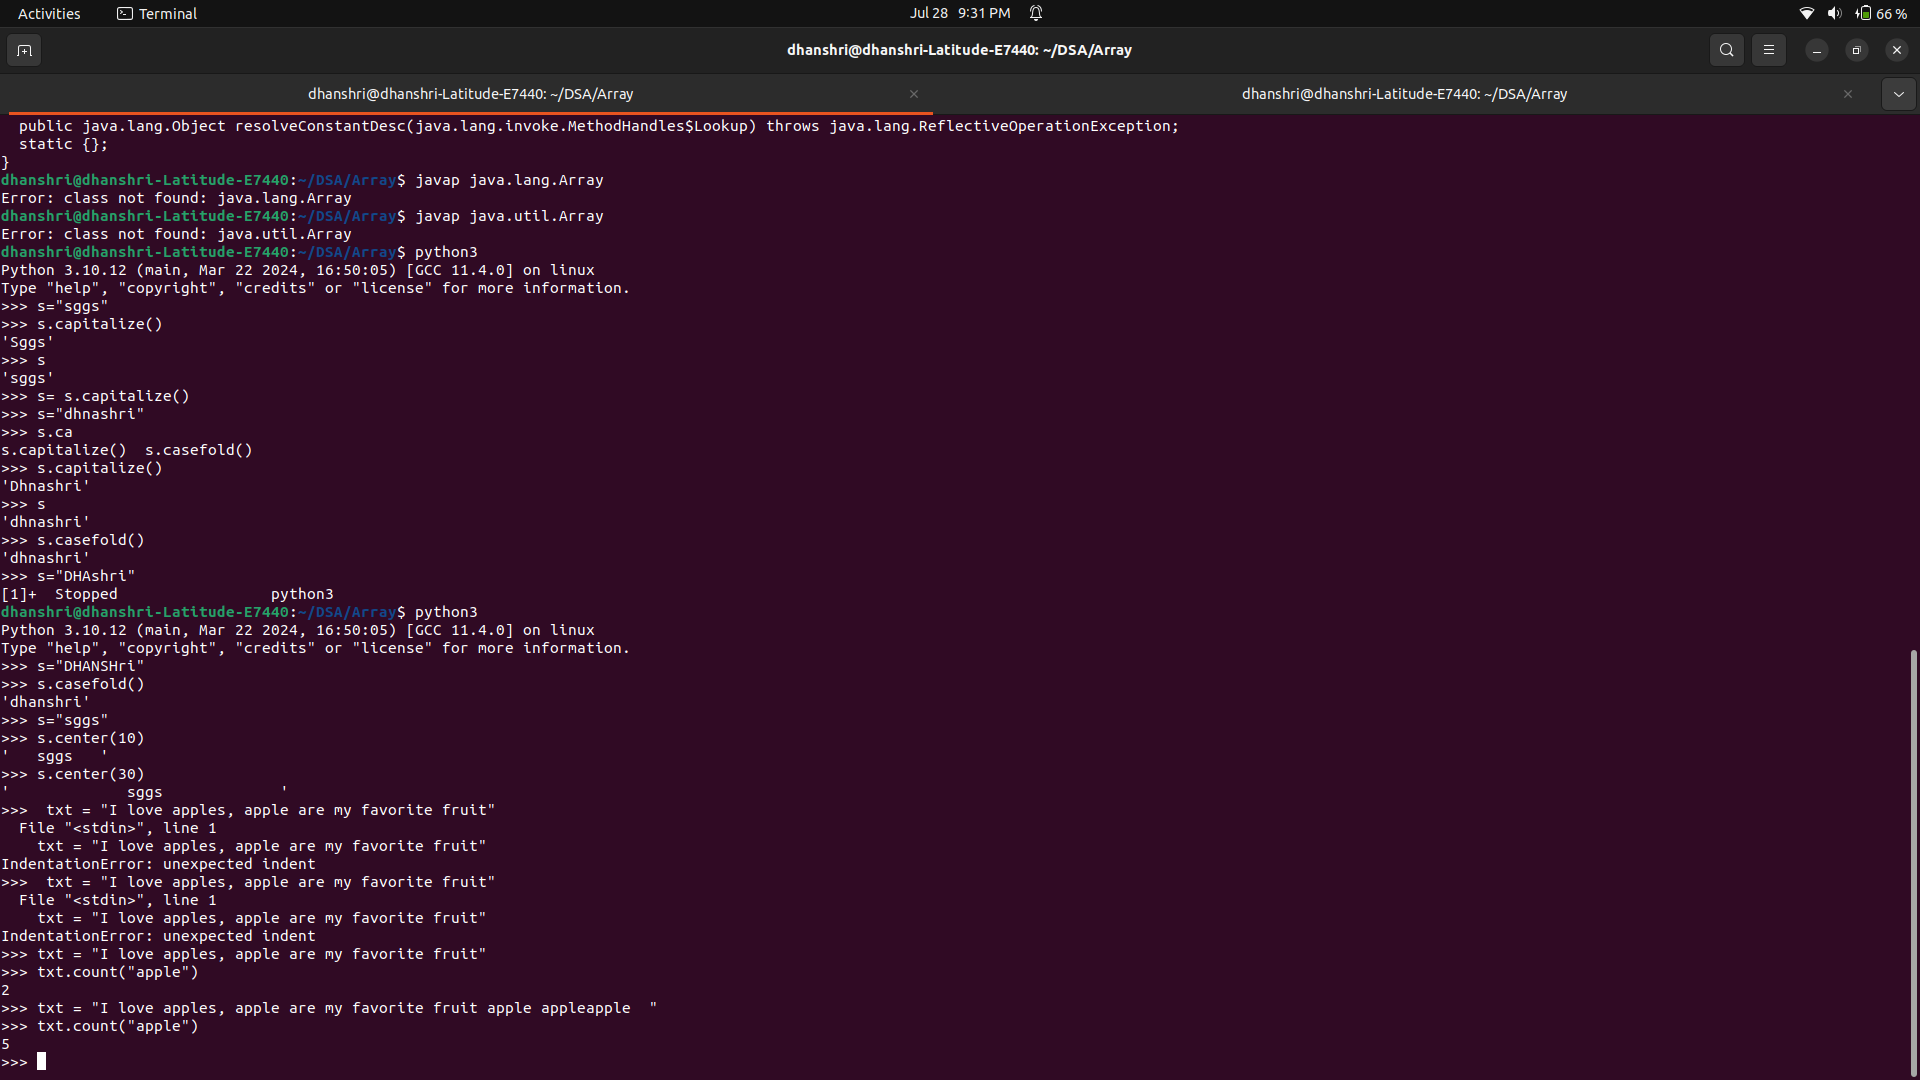 Activities Terminal Jul 28 9:31 PM 66 %
dhanshri@dhanshri-Latitude-E7440: ~/DSA/Array
dhanshri@dhanshri-Latitude-E7440: ~/DSA/Array dhanshri@dhanshri-Latitude-E7440: ~/DSA/Array
  public java.lang.Object resolveConstantDesc(java.lang.invoke.MethodHandles$Lookup) throws java.lang.ReflectiveOperationException;
  static {};
}
dhanshri@dhanshri-Latitude-E7440:~/DSA/Array$ javap java.lang.Array
Error: class not found: java.lang.Array
dhanshri@dhanshri-Latitude-E7440:~/DSA/Array$ javap java.util.Array
Error: class not found: java.util.Array
dhanshri@dhanshri-Latitude-E7440:~/DSA/Array$ python3
Python 3.10.12 (main, Mar 22 2024, 16:50:05) [GCC 11.4.0] on linux
Type "help", "copyright", "credits" or "license" for more information.
>>> s="sggs"
>>> s.capitalize()
'Sggs'
>>> s
'sggs'
>>> s= s.capitalize()
>>> s="dhnashri"
>>> s.ca
s.capitalize()  s.casefold()
>>> s.capitalize()
'Dhnashri'
>>> s
'dhnashri'
>>> s.casefold()
'dhnashri'
>>> s="DHAshri"
[1]+  Stopped                 python3
dhanshri@dhanshri-Latitude-E7440:~/DSA/Array$ python3
Python 3.10.12 (main, Mar 22 2024, 16:50:05) [GCC 11.4.0] on linux
Type "help", "copyright", "credits" or "license" for more information.
>>> s="DHANSHri"
>>> s.casefold()
'dhanshri'
>>> s="sggs"
>>> s.center(10)
'   sggs   '
>>> s.center(30)
'             sggs             '
>>>  txt = "I love apples, apple are my favorite fruit"
  File "<stdin>", line 1
    txt = "I love apples, apple are my favorite fruit"
IndentationError: unexpected indent
>>>  txt = "I love apples, apple are my favorite fruit"
  File "<stdin>", line 1
    txt = "I love apples, apple are my favorite fruit"
IndentationError: unexpected indent
>>> txt = "I love apples, apple are my favorite fruit"
>>> txt.count("apple")
2
>>> txt = "I love apples, apple are my favorite fruit apple appleapple  "
>>> txt.count("apple")
5
>>>